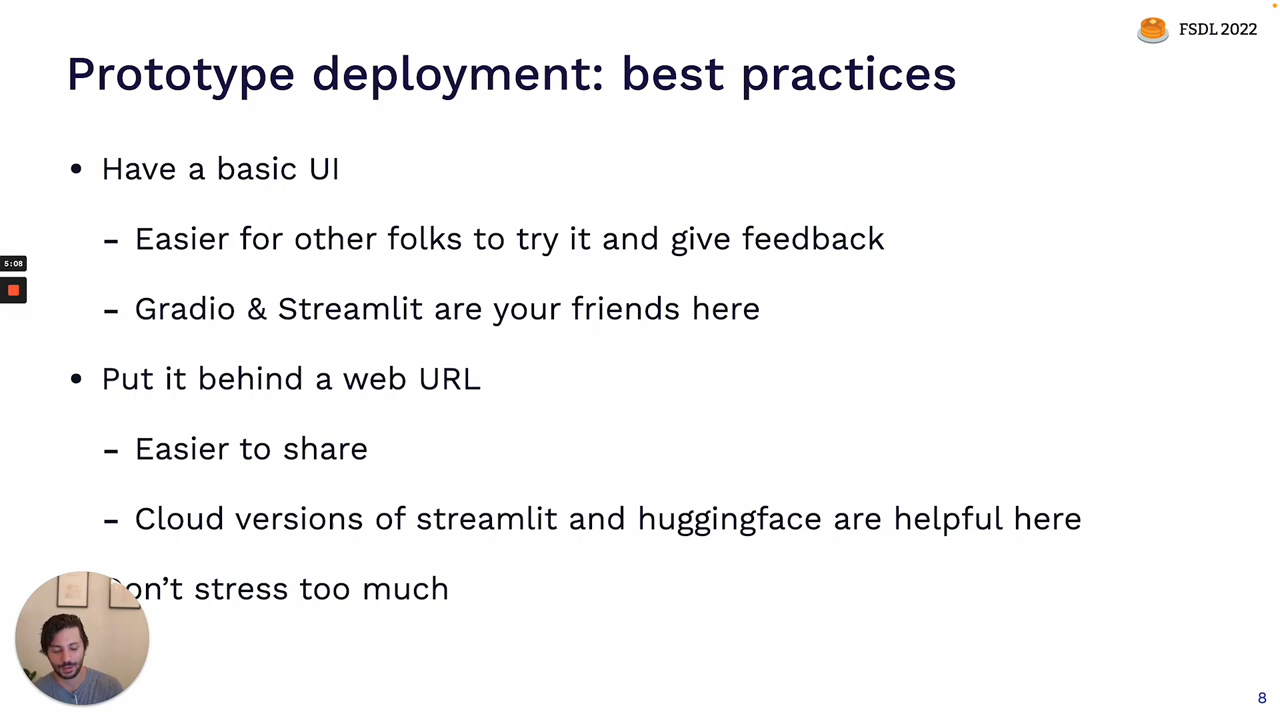 FSDL 2022
Prototype deployment: best practices
• Have a basic UI
– Easier for other folks to try it and give feedback
– Gradio & Streamlit are your friends here
5:08
• Put it behind a web URL
– Easier to share
– Cloud versions of streamlit and huggingface are helpful here
Don’t stress too much
8